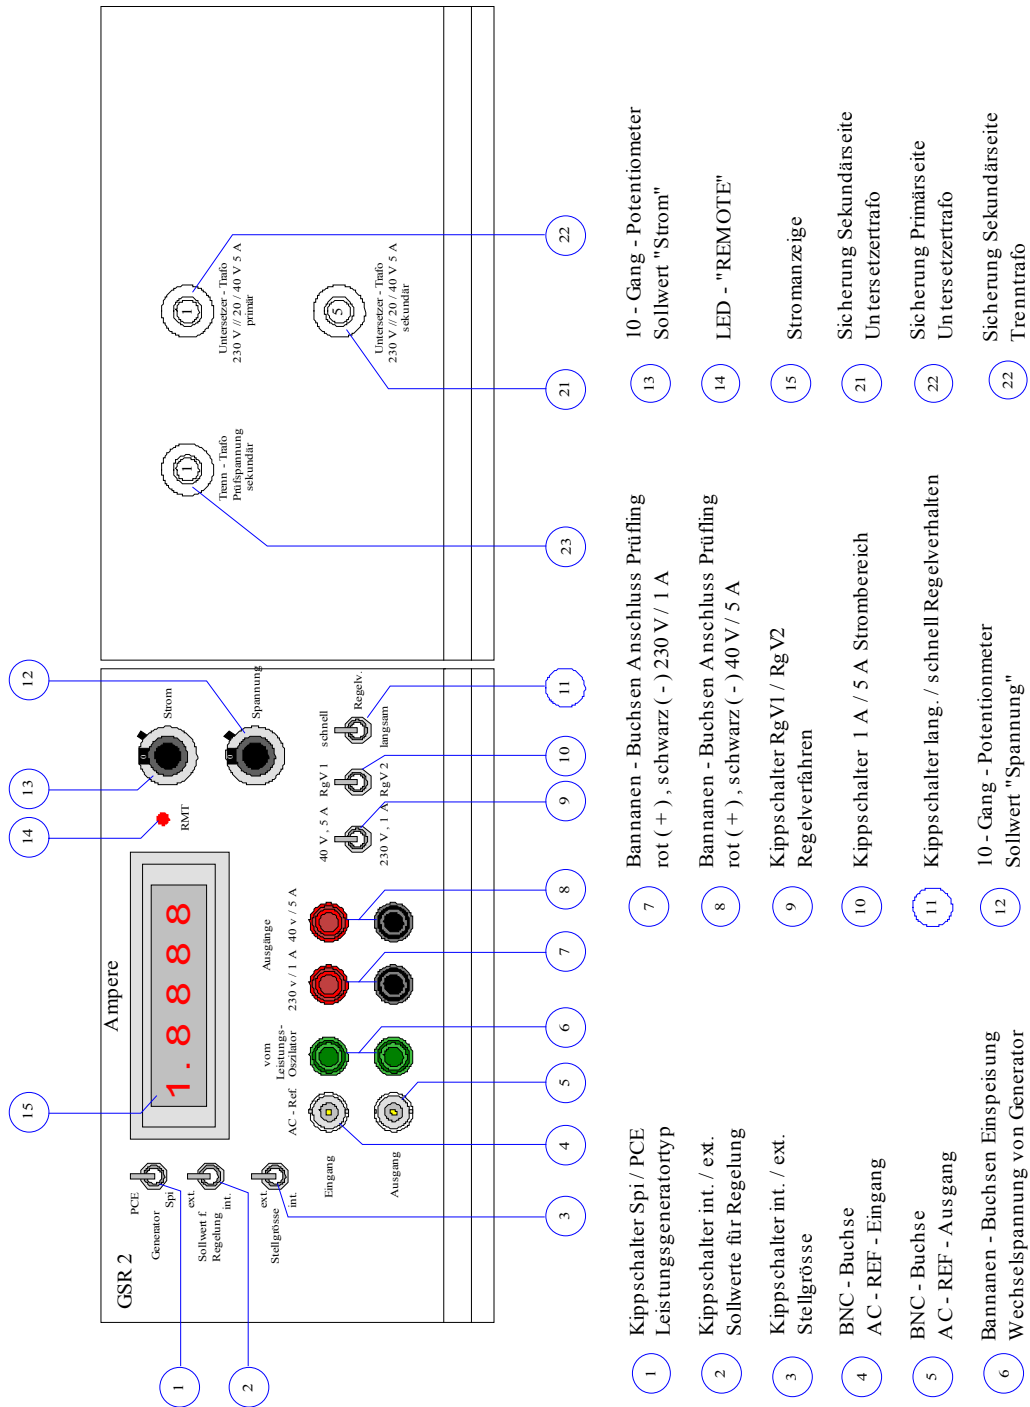 GSR 2
Ampere
1.8888
PCE
Spi
Generator
ext.
int.
Sollwert f.
Regelung
ext.
int.
Stellgrösse
RMT
Strom
Spannung
AC - Ref.
Eingang
Ausgang
vom
Leistungs-
Oszilator
Ausgänge
230 v / 1 A 40 v / 5 A
40 V , 5 A
230 V , 1 A
RgV 1
RgV 2
schnell
langsam
Regelv.
0
0
1
Trenn - Trafo
Prüfspannung
sekundär
1
Untersetzer - Trafo
230 V // 20 / 40 V 5 A
primär
5
Untersetzer - Trafo
230 V // 20 / 40 V 5 A
sekundär
1
2
3
4
5
6
7
8
9
10
11
12
13
14
15
21
22
23
1 Kippschalter Spi / PCE
Leistungsgeneratortyp
2 Kippschalter int. / ext.
Sollwerte für Regelung
3 Kippschalter int. / ext.
Stellgrösse
4 BNC - Buchse
AC - REF - Eingang
5 BNC - Buchse
AC - REF - Ausgang
6 Bannanen - Buchsen Einspeisung
Wechselspannung von Generator
7 Bannanen - Buchsen Anschluss Prüfling
rot ( + ) , schwarz ( - ) 230 V / 1 A
8 Bannanen - Buchsen Anschluss Prüfling
rot ( + ) , schwarz ( - ) 40 V / 5 A
9 Kippschalter RgV1 / RgV2
Regelverfahren
10 Kippschalter 1 A / 5 A Strombereich
11 Kippschalter lang. / schnell Regelverhalten
12 10 - Gang - Potentionmeter
Sollwert "Spannung"
13 10 - Gang - Potentiometer
Sollwert "Strom"
14 LED - "REMOTE"
15 Stromanzeige
21 Sicherung Sekundärseite
Untersetzertrafo
22 Sicherung Primärseite
Untersetzertrafo
22 Sicherung Sekundärseite
Trenntrafo